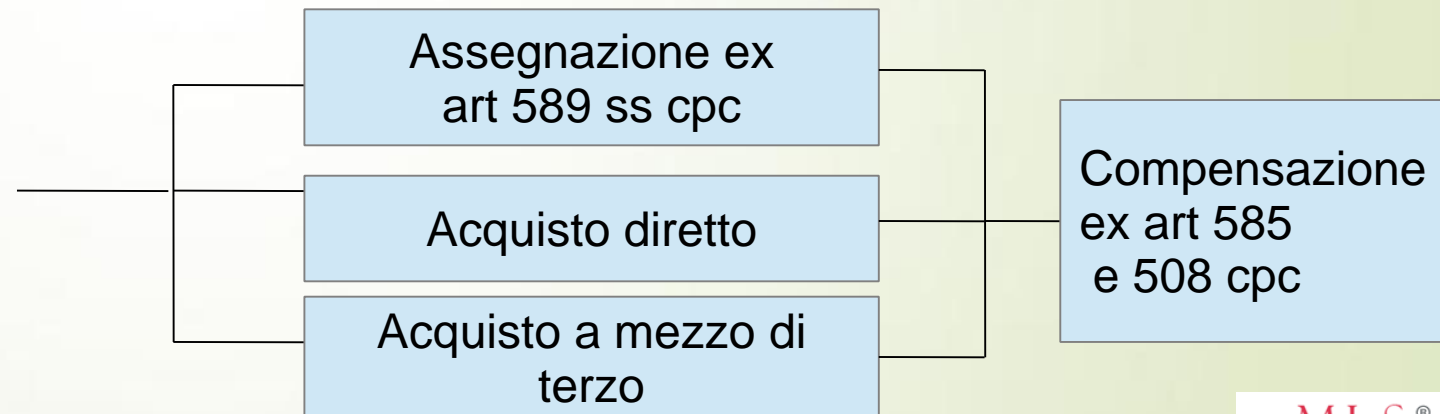 Assegnazione ex
art 589 ss cpc
Acquisto diretto
Acquisto a mezzo di
terzo
Compensazione
ex art 585
e 508 cpc
M L C ®